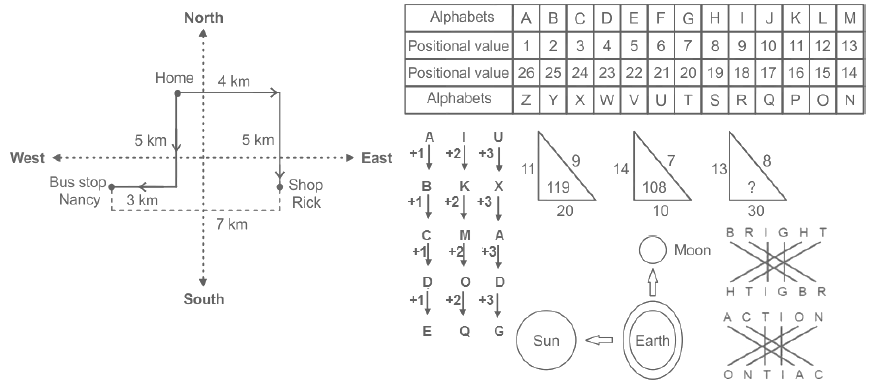 North
Home
4 km
5 km
5 km
West
East
Bus stop
Nancy
3 km
Shop
Rick
7 km
South
Alphabets A B C D E F G H I J K L M
Positional value 1 2 3 4 5 6 7 8 9 10 11 12 13
Positional value 26 25 24 23 22 21 20 19 18 17 16 15 14
Alphabets Z Y X W V U T S R Q P O N
A I U
+1 +2 +3
B K X
+1 +2 +3
C M A
+1 +2 +3
D O D
+1 +2 +3
E Q G
11 9
119
20
14 7
108
10
13 8
?
30
Moon
Sun
Earth
B R I G H T
H T I G B R
A C T I O N
O N T I A C